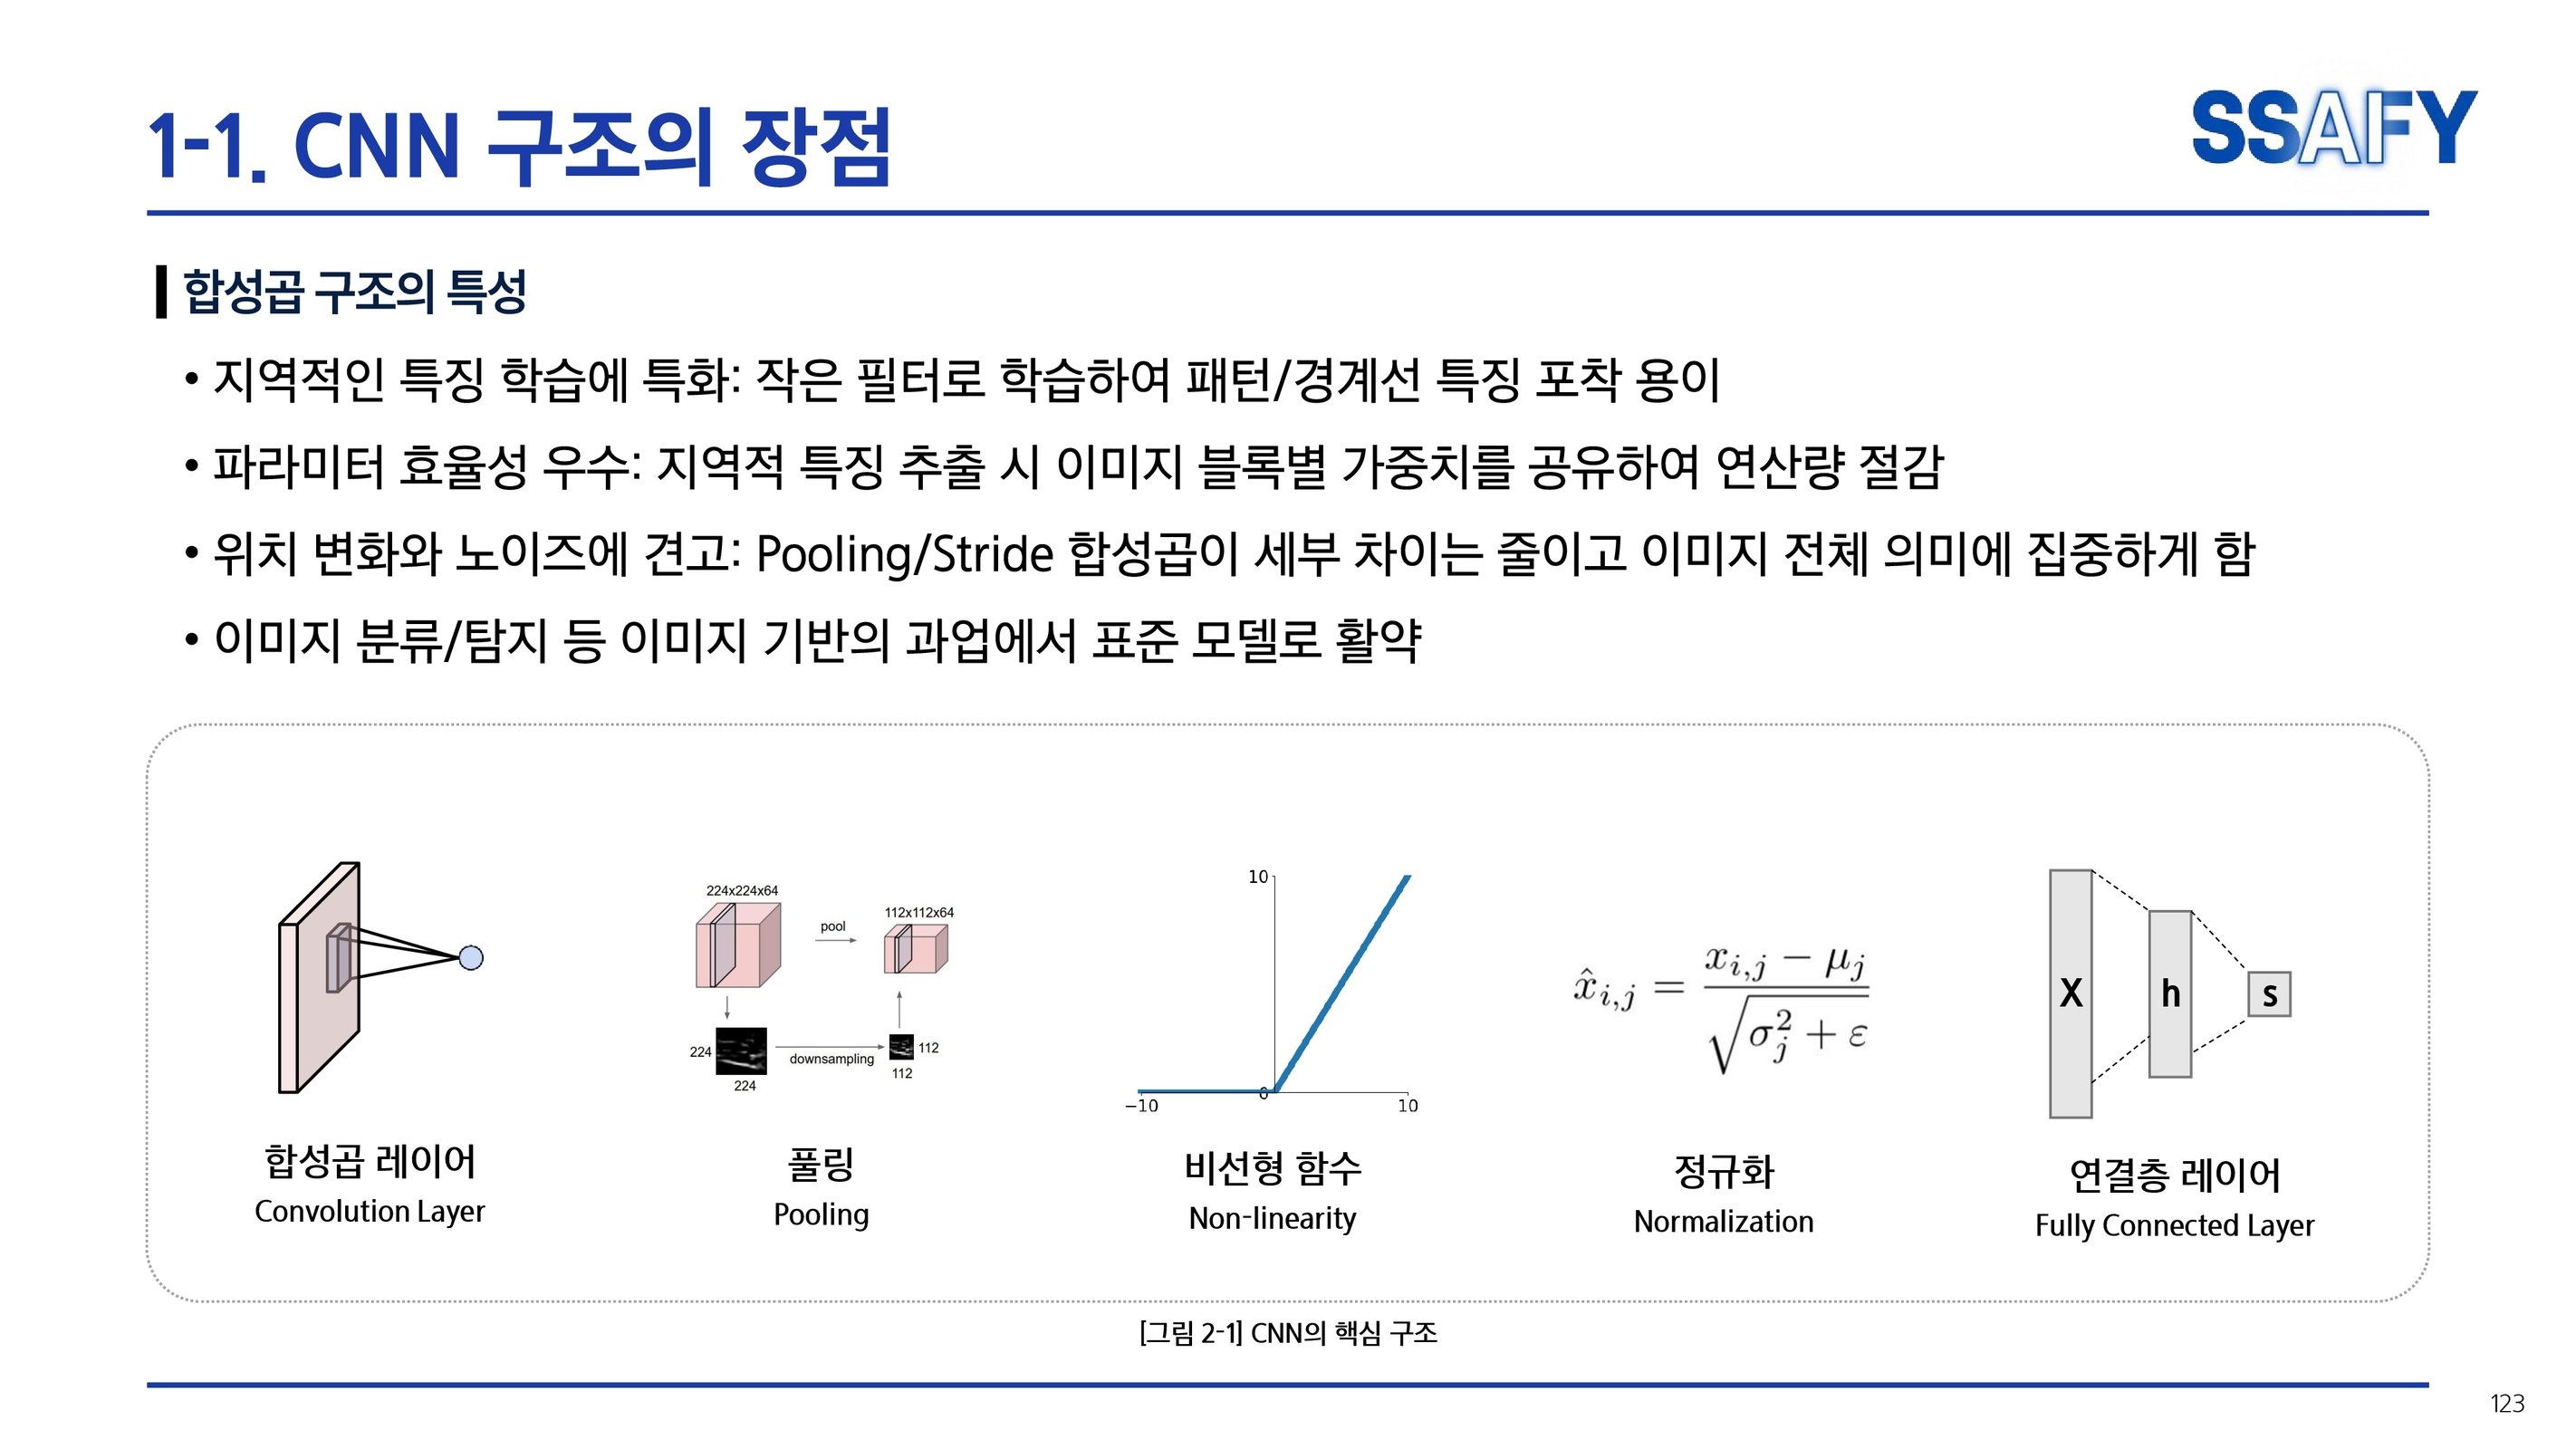 1-1. CNN 구조의 장점
SSAFY
합성곱 구조의 특성
• 지역적인 특징 학습에 특화: 작은 필터로 학습하여 패턴/경계선 특징 포착 용이
• 파라미터 효율성 우수: 지역적 특징 추출 시 이미지 블록별 가중치를 공유하여 연산량 절감
• 위치 변화와 노이즈에 견고: Pooling/Stride 합성곱이 세부 차이는 줄이고 이미지 전체 의미에 집중하게 함
• 이미지 분류/탐지 등 이미지 기반의 과업에서 표준 모델로 활약
합성곱 레이어
Convolution Layer
224x224x64
pool
112x112x64
224
224
downsampling
112
112
풀링
Pooling
10
0
−10
10
비선형 함수
Non-linearity
x̂_{i,j} = \frac{x_{i,j} − μ_j}{\sqrt{σ_j^2 + ε}}
정규화
Normalization
X
h
s
연결층 레이어
Fully Connected Layer
[그림 2-1] CNN의 핵심 구조
123